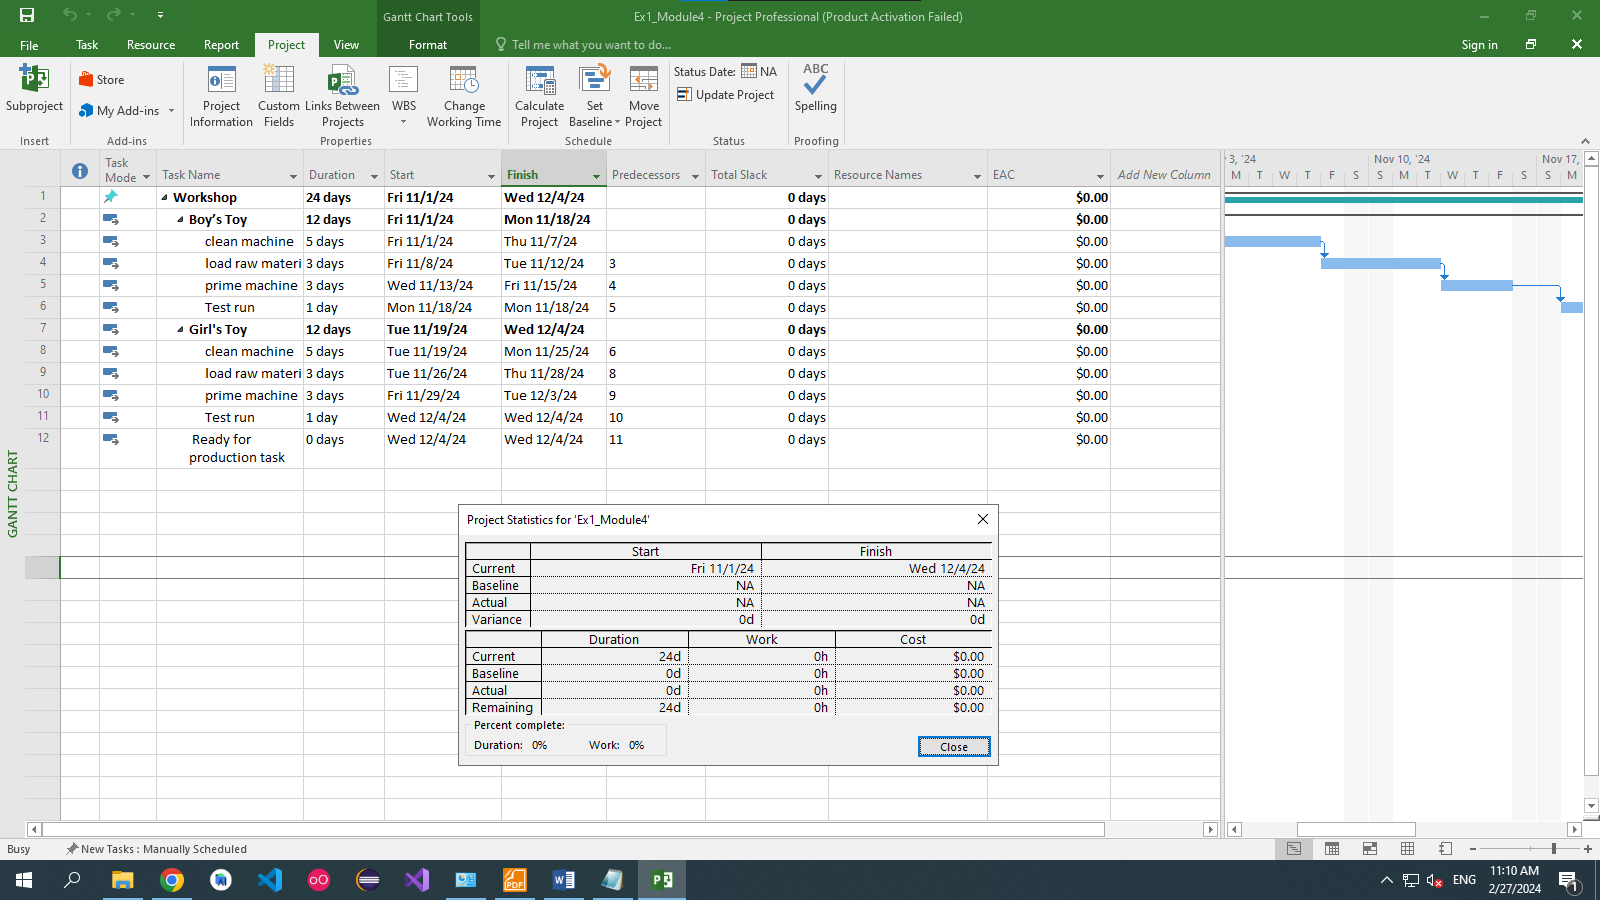 Gantt Chart Tools
Ex1_Module4 - Project Professional (Product Activation Failed)
File Task Resource Report Project View Format Tell me what you want to do... Sign in
Subproject
Insert
Store
My Add-ins
Add-ins
Project Information
Custom Fields
Links Between Projects
WBS
Change Working Time
Properties
Calculate Project
Set Baseline
Move Project
Schedule
Status Date: NA
Update Project
Status
ABC
Spelling
Proofing
Task Mode Task Name Duration Start Finish Predecessors Total Slack Resource Names EAC Add New Column
3, '24 Nov 10, '24 Nov 17,
M T W T F S S M T W T F S S M
1 Workshop 24 days Fri 11/1/24 Wed 12/4/24 0 days $0.00
2 Boy’s Toy 12 days Fri 11/1/24 Mon 11/18/24 0 days $0.00
3 clean machine 5 days Fri 11/1/24 Thu 11/7/24 0 days $0.00
4 load raw materi 3 days Fri 11/8/24 Tue 11/12/24 3 0 days $0.00
5 prime machine 3 days Wed 11/13/24 Fri 11/15/24 4 0 days $0.00
6 Test run 1 day Mon 11/18/24 Mon 11/18/24 5 0 days $0.00
7 Girl's Toy 12 days Tue 11/19/24 Wed 12/4/24 0 days $0.00
8 clean machine 5 days Tue 11/19/24 Mon 11/25/24 6 0 days $0.00
9 load raw materi 3 days Tue 11/26/24 Thu 11/28/24 8 0 days $0.00
10 prime machine 3 days Fri 11/29/24 Tue 12/3/24 9 0 days $0.00
11 Test run 1 day Wed 12/4/24 Wed 12/4/24 10 0 days $0.00
12 Ready for production task 0 days Wed 12/4/24 Wed 12/4/24 11 0 days $0.00
GANTT CHART
Project Statistics for 'Ex1_Module4'
Start Finish
Current Fri 11/1/24 Wed 12/4/24
Baseline NA NA
Actual NA NA
Variance 0d 0d
Duration Work Cost
Current 24d 0h $0.00
Baseline 0d 0h $0.00
Actual 0d 0h $0.00
Remaining 24d 0h $0.00
Percent complete:
Duration: 0% Work: 0%
Close
Busy New Tasks : Manually Scheduled
PDF
ENG
11:10 AM
2/27/2024
1